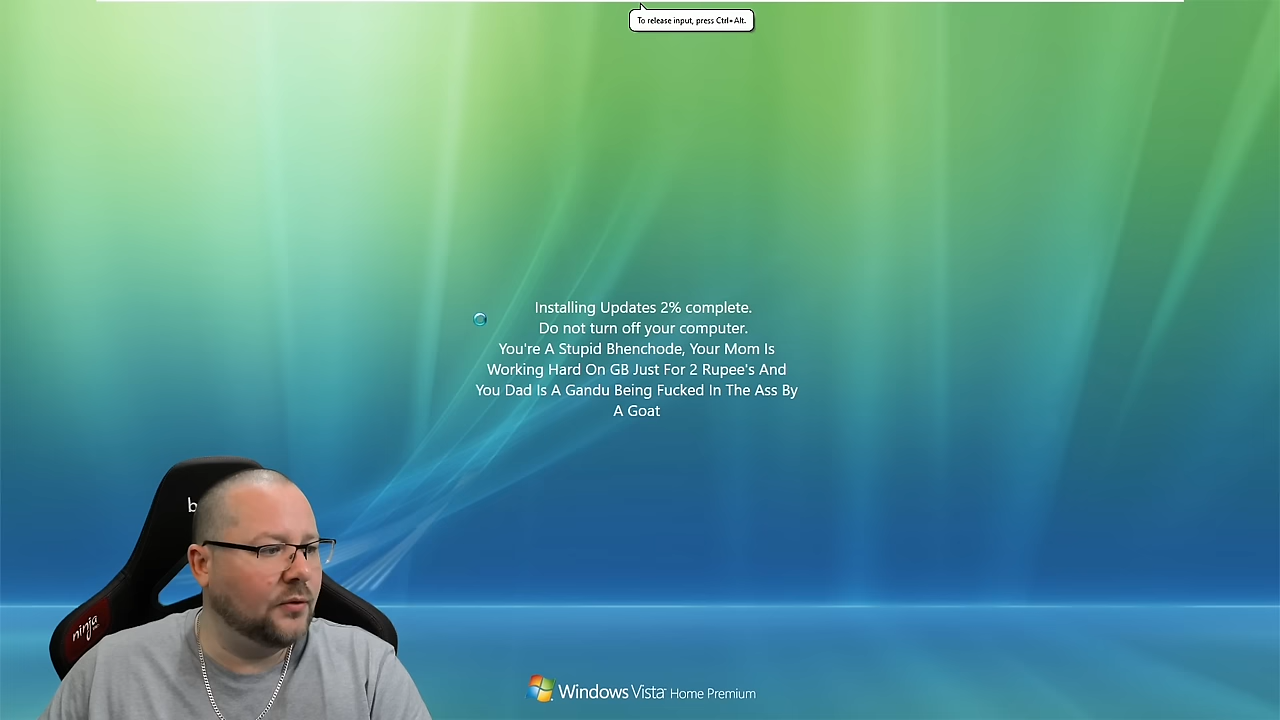 To release input, press Ctrl+Alt.
Installing Updates 2% complete.
Do not turn off your computer.
You're A Stupid Bhenchode, Your Mom Is
Working Hard On GB Just For 2 Rupee's And
You Dad Is A Gandu Being Fucked In The Ass By
A Goat
b
ninja
Windows Vista Home Premium